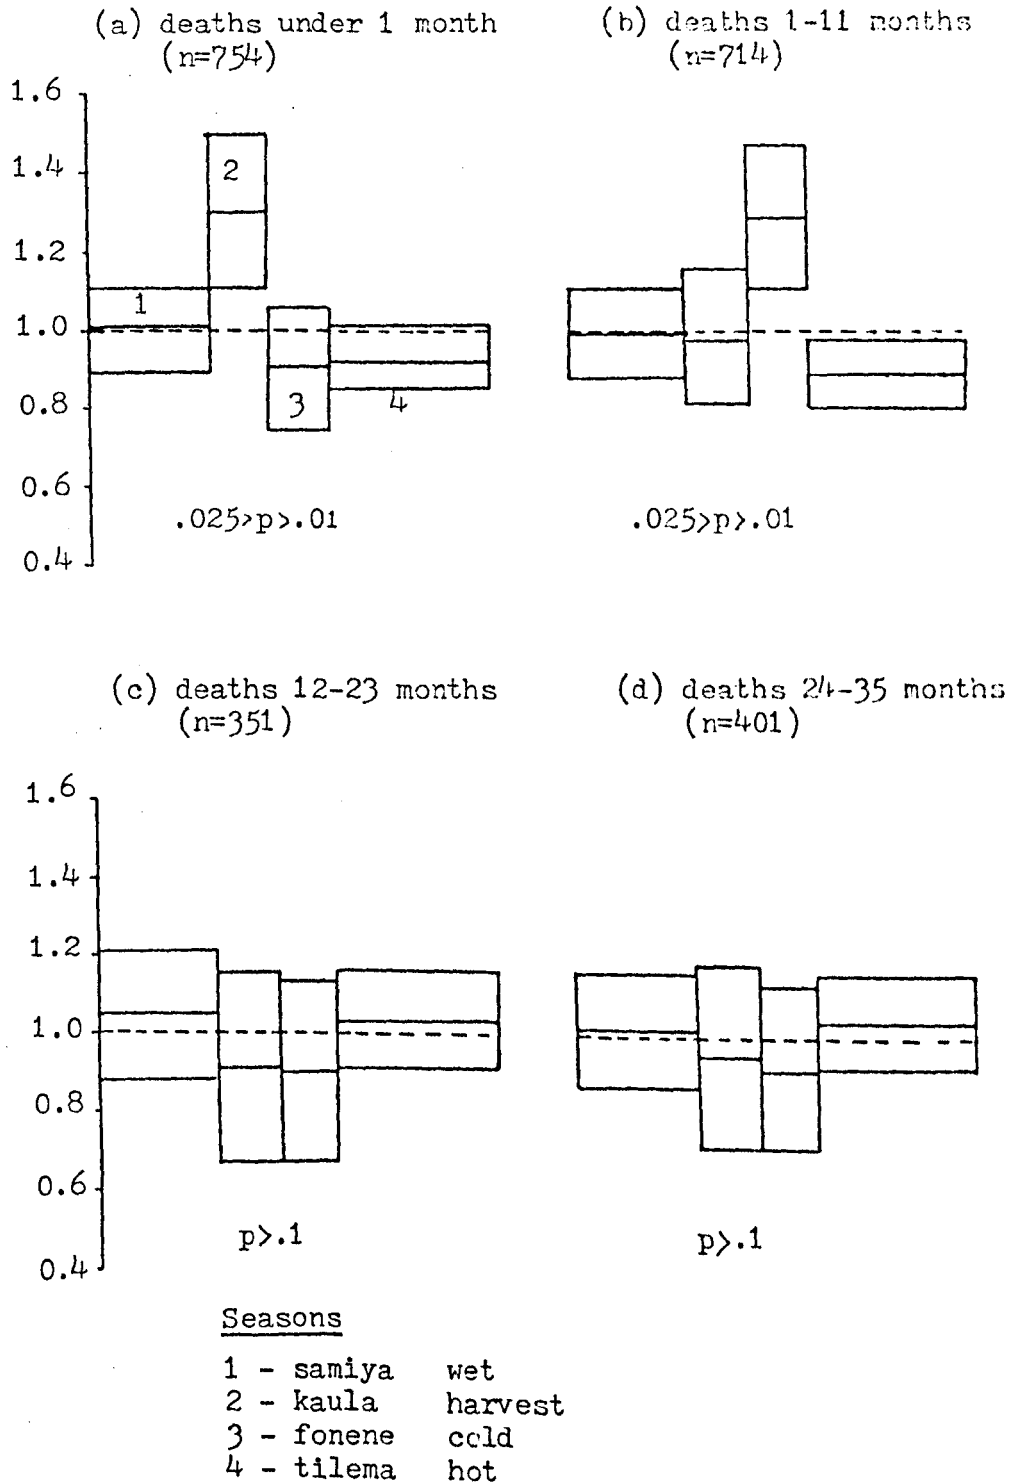 (a) deaths under 1 month
(n=754)
(b) deaths 1-11 months
(n=714)
1.6
1.4
1.2
1.0
0.8
0.6
0.4
2
1
3
4
.025>p>.01
.025>p>.01
(c) deaths 12-23 months
(n=351)
(d) deaths 24-35 months
(n=401)
1.6
1.4
1.2
1.0
0.8
0.6
0.4
p>.1
p>.1
Seasons
1 - samiya wet
2 - kaula harvest
3 - fonene cold
4 - tilema hot